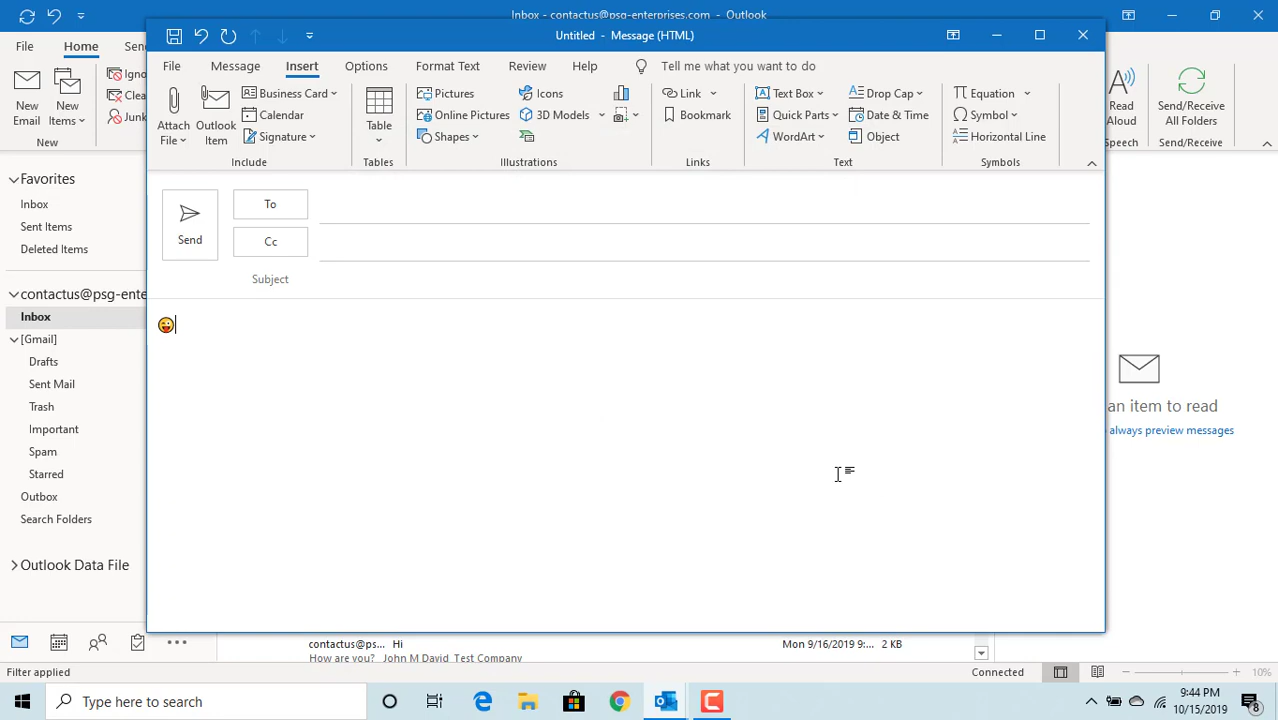 Inbox - contactus@psg-enterprises.com - Outlook
Untitled - Message (HTML)
File Home Sen
File Message Insert Options Format Text Review Help Tell me what you want to do
New Email
New Items
Igno
Clea
Junk
New
Attach File
Outlook Item
Business Card
Calendar
Signature
Include
Table
Tables
Pictures
Online Pictures
Shapes
Icons
3D Models
Illustrations
Link
Bookmark
Links
Text Box
Quick Parts
WordArt
Drop Cap
Date & Time
Object
Text
Equation
Symbol
Horizontal Line
Symbols
Read Aloud
Speech
Send/Receive All Folders
Send/Receive
Favorites
Inbox
Sent Items
Deleted Items
contactus@psg-ente
Inbox
[Gmail]
Drafts
Sent Mail
Trash
Important
Spam
Starred
Outbox
Search Folders
Outlook Data File
Send
To
Cc
Subject
😜
an item to read
always preview messages
contactus@ps... Hi Mon 9/16/2019 9:... 2 KB
How are you? John M David Test Company
Filter applied
Connected
10%
Type here to search
9:44 PM
10/15/2019
8